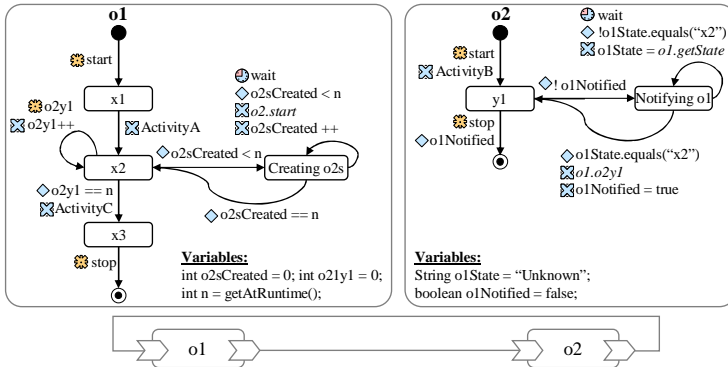 o1
start
x1
ActivityA
o2y1
o2y1++
x2
o2y1 == n
ActivityC
x3
stop
wait
o2sCreated < n
o2.start
o2sCreated ++
o2sCreated < n
Creating o2s
o2sCreated == n
Variables:
int o2sCreated = 0; int o21y1 = 0;
int n = getAtRuntime();
o2
start
ActivityB
y1
stop
o1Notified
wait
!o1State.equals(“x2”)
o1State = o1.getState
! o1Notified
Notifying o1
o1State.equals(“x2”)
o1.o2y1
o1Notified = true
Variables:
String o1State = “Unknown”;
boolean o1Notified = false;
o1
o2